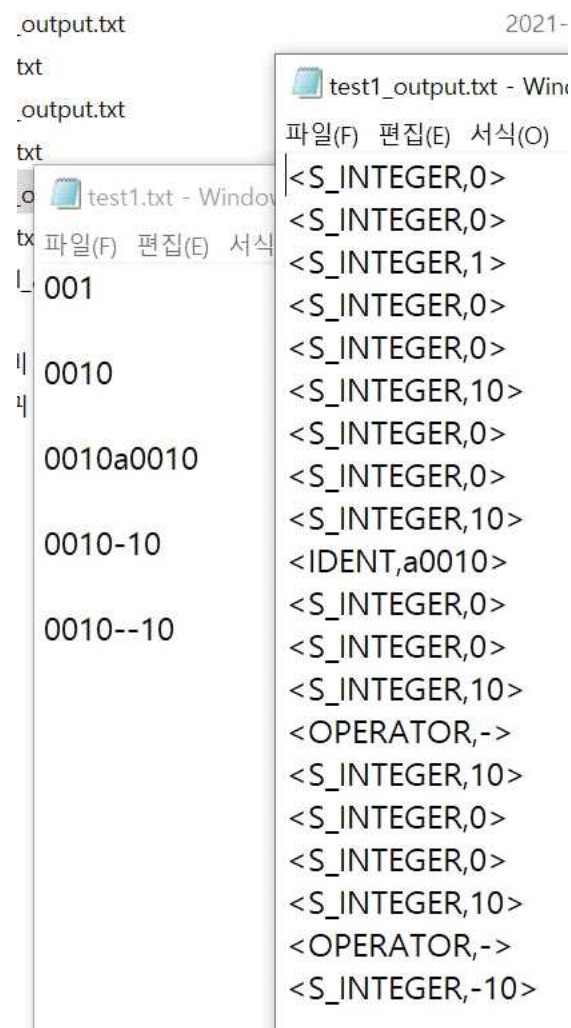 _output.txt
2021-
txt
_output.txt
txt
test1.txt - Window
파일(F) 편집(E) 서식
001
0010
0010a0010
0010-10
0010--10
test1_output.txt - Wind
파일(F) 편집(E) 서식(O)
<S_INTEGER,0>
<S_INTEGER,0>
<S_INTEGER,1>
<S_INTEGER,0>
<S_INTEGER,0>
<S_INTEGER,10>
<S_INTEGER,0>
<S_INTEGER,0>
<S_INTEGER,10>
<IDENT,a0010>
<S_INTEGER,0>
<S_INTEGER,0>
<S_INTEGER,10>
<OPERATOR,->
<S_INTEGER,10>
<S_INTEGER,0>
<S_INTEGER,0>
<S_INTEGER,10>
<OPERATOR,->
<S_INTEGER,-10>